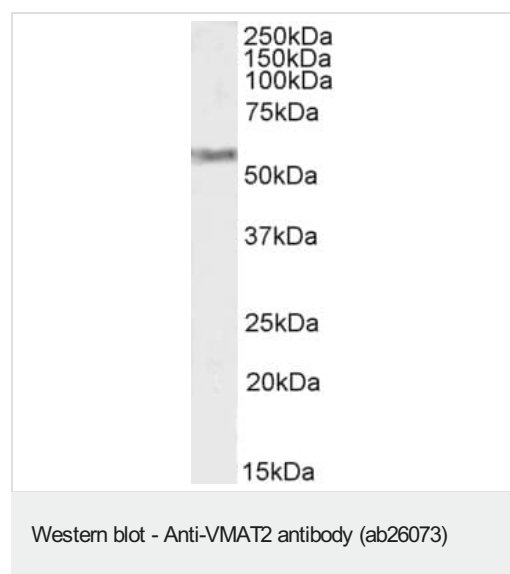 250kDa
150kDa
100kDa
75kDa
50kDa
37kDa
25kDa
20kDa
15kDa
Western blot - Anti-VMAT2 antibody (ab26073)